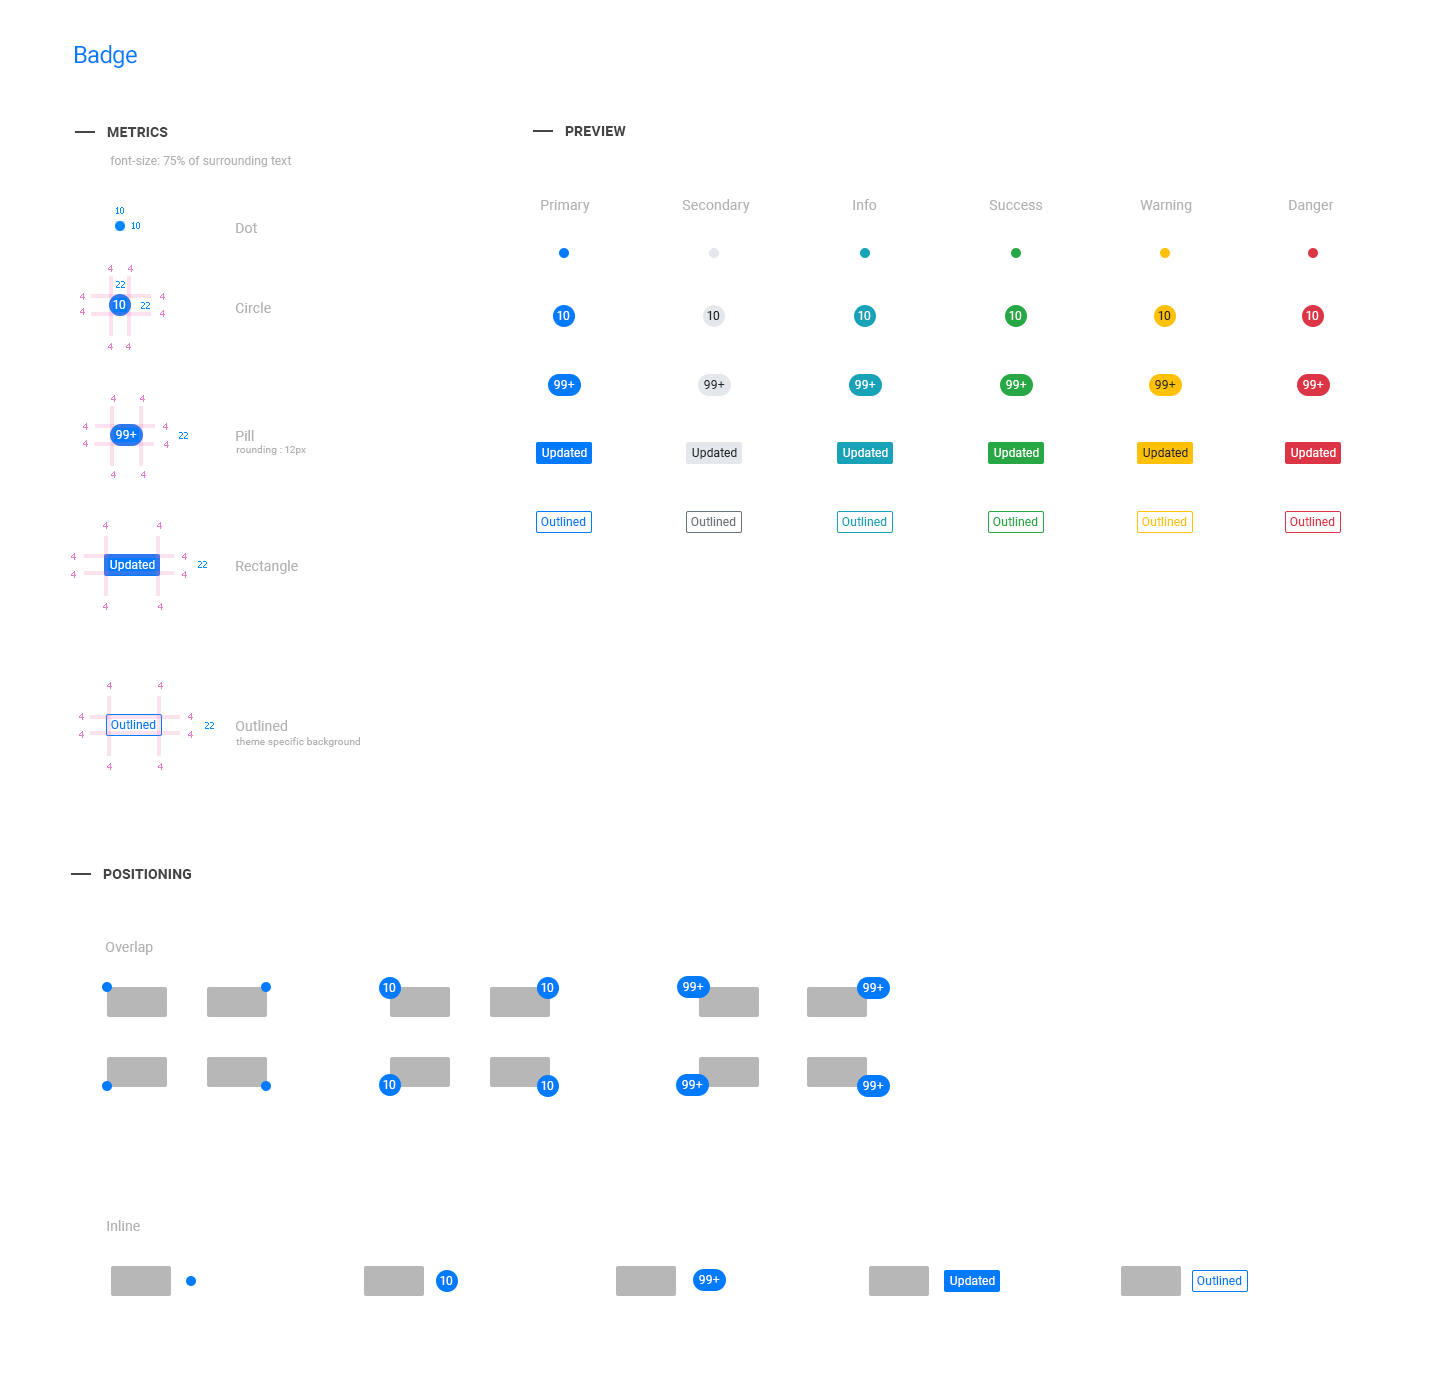 Badge
METRICS
font-size: 75% of surrounding text
10
10
Dot
4 4
22
4 4
10 22
4 4
4 4
Circle
4 4
4 4
99+ 22
4 4
4 4
Pill
rounding : 12px
4 4
4 4
Updated 22
4 4
4 4
Rectangle
4 4
4 4
Outlined 22
4 4
4 4
Outlined
theme specific background
PREVIEW
Primary Secondary Info Success Warning Danger
10 10 10 10 10 10
99+ 99+ 99+ 99+ 99+ 99+
Updated Updated Updated Updated Updated Updated
Outlined Outlined Outlined Outlined Outlined Outlined
POSITIONING
Overlap
10 10 99+ 99+
10 10 99+ 99+
Inline
10 99+ Updated Outlined